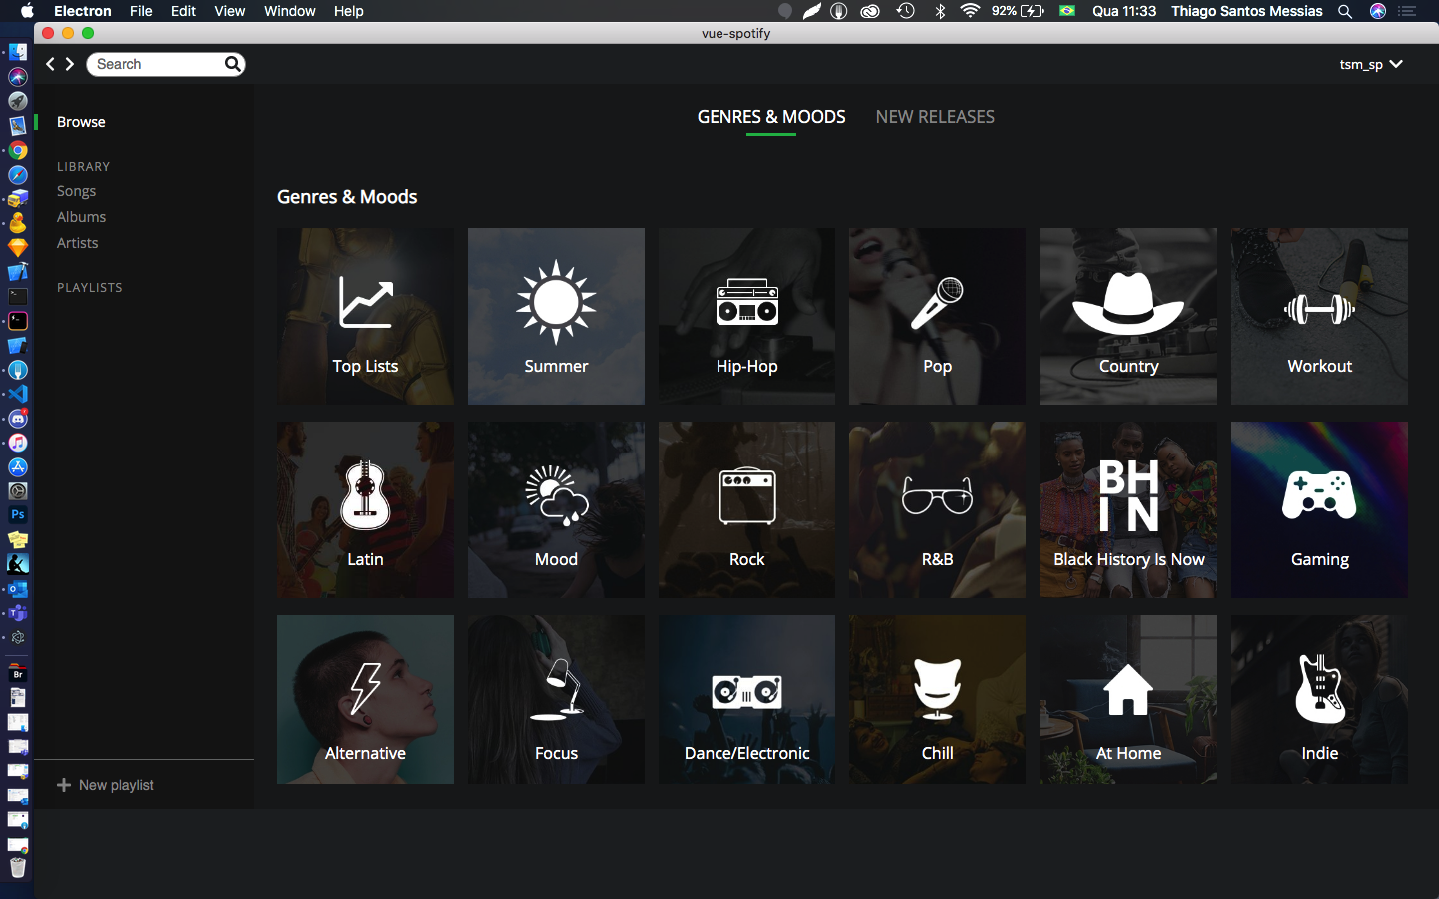 Electron File Edit View Window Help 92% Qua 11:33 Thiago Santos Messias
vue-spotify
Search
tsm_sp
Browse
LIBRARY
Songs
Albums
Artists
PLAYLISTS
New playlist
GENRES & MOODS NEW RELEASES
Genres & Moods
Top Lists
Summer
Hip-Hop
Pop
Country
Workout
Latin
Mood
Rock
R&B
BH
IN
Black History Is Now
Gaming
Alternative
Focus
Dance/Electronic
Chill
At Home
Indie
Ps
Br